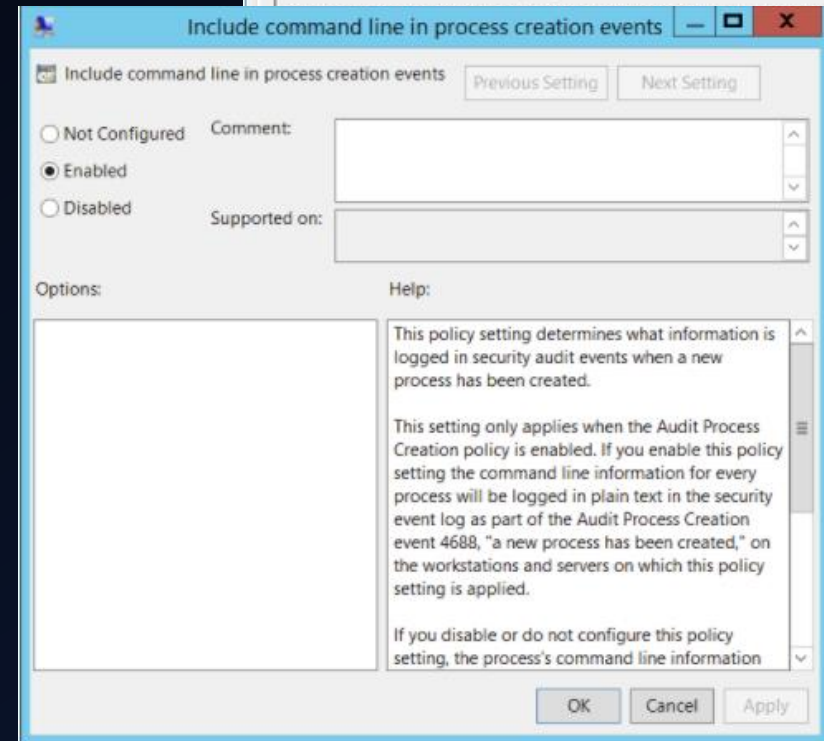 Include command line in process creation events
Include command line in process creation events
Previous Setting
Next Setting
Not Configured
Comment:
Enabled
Disabled
Supported on:
Options:
Help:
This policy setting determines what information is
logged in security audit events when a new
process has been created.
This setting only applies when the Audit Process
Creation policy is enabled. If you enable this policy
setting the command line information for every
process will be logged in plain text in the security
event log as part of the Audit Process Creation
event 4688, "a new process has been created," on
the workstations and servers on which this policy
setting is applied.
If you disable or do not configure this policy
setting, the process's command line information
OK
Cancel
Apply